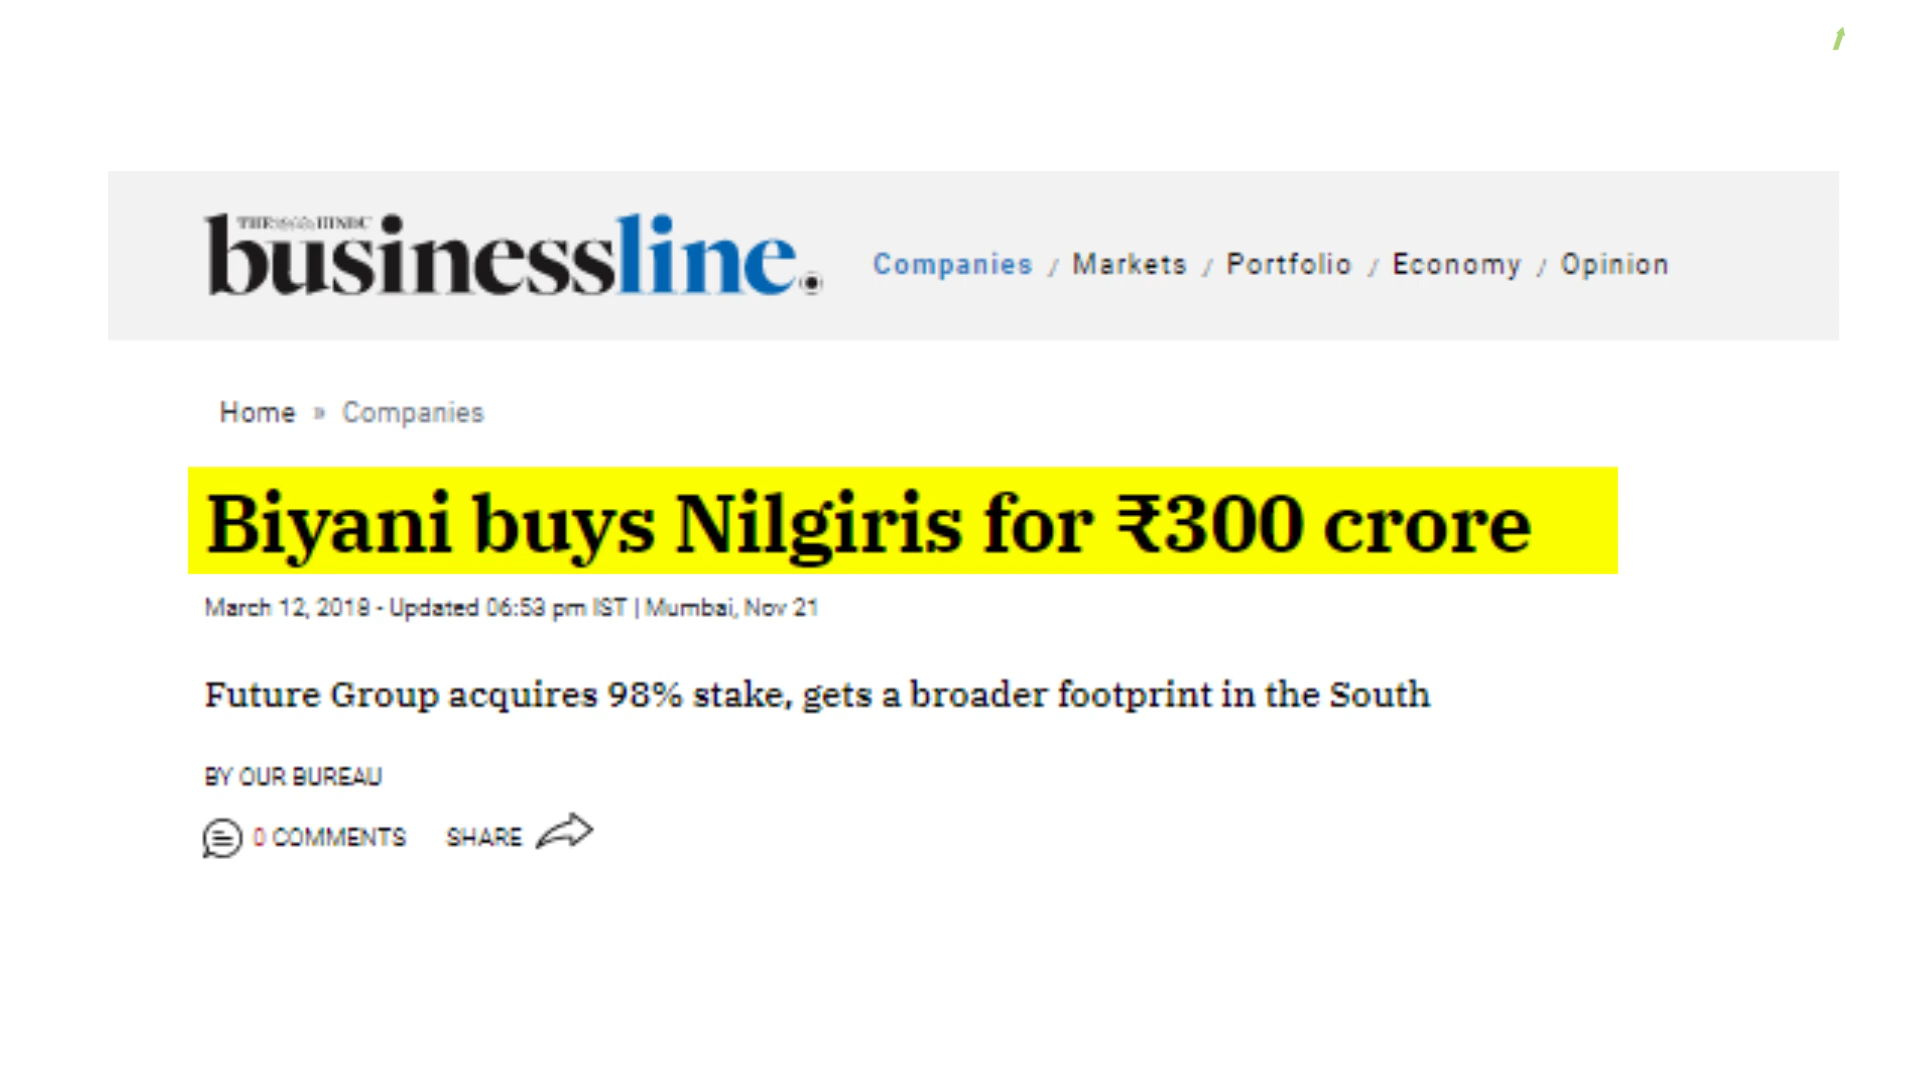 THE HINDU
businessline.
Companies / Markets / Portfolio / Economy / Opinion
Home » Companies
Biyani buys Nilgiris for ₹300 crore
March 12, 2018 - Updated 06:53 pm IST | Mumbai, Nov 21
Future Group acquires 98% stake, gets a broader footprint in the South
BY OUR BUREAU
0 COMMENTS SHARE